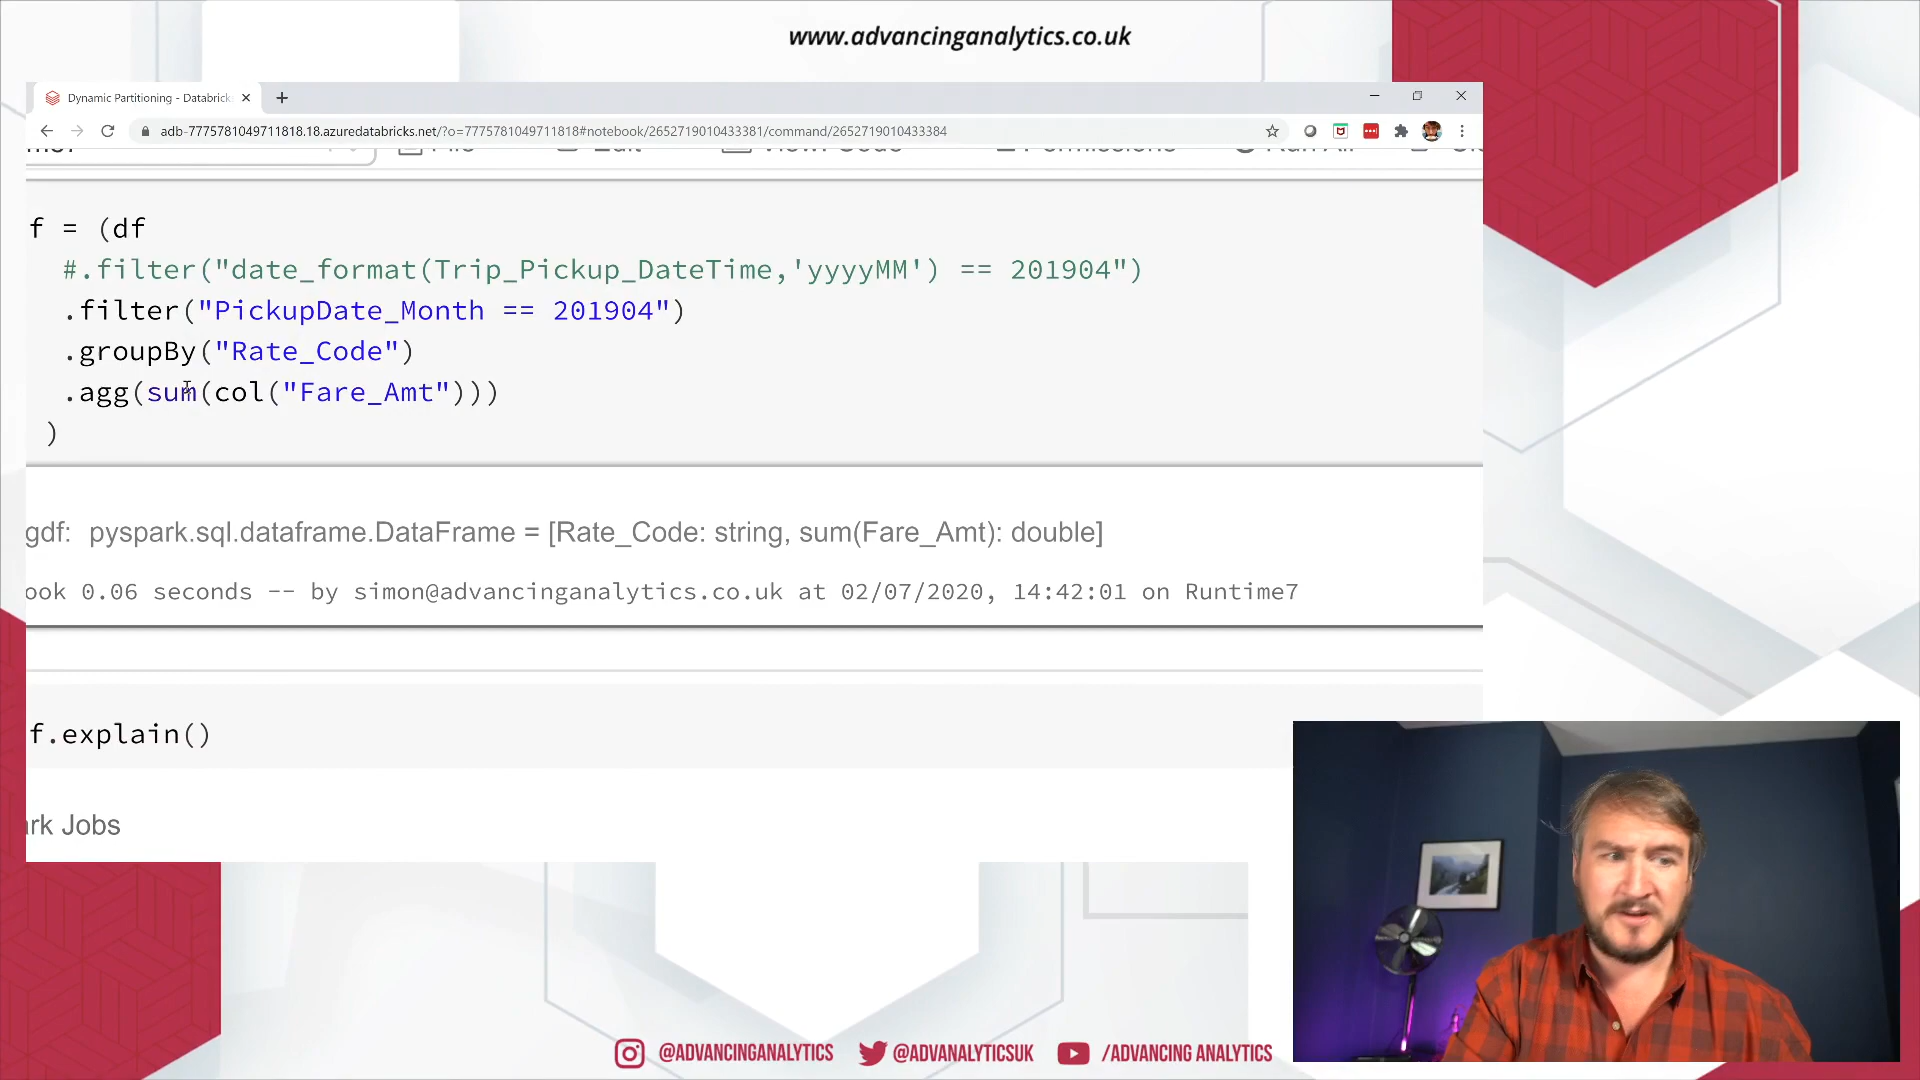 www.advancinganalytics.co.uk
Dynamic Partitioning - Databrick
adb-7775781049711818.18.azuredatabricks.net/?o=7775781049711818#notebook/2652719010433381/command/2652719010433384
f = (df
#.filter("date_format(Trip_Pickup_DateTime,'yyyyMM') == 201904")
.filter("PickupDate_Month == 201904")
.groupBy("Rate_Code")
.agg(sum(col("Fare_Amt")))
)
gdf: pyspark.sql.dataframe.DataFrame = [Rate_Code: string, sum(Fare_Amt): double]
ook 0.06 seconds -- by simon@advancinganalytics.co.uk at 02/07/2020, 14:42:01 on Runtime7
f.explain()
rk Jobs
@ADVANCINGANALYTICS @ADVANALYTICSUK /ADVANCING ANALYTICS